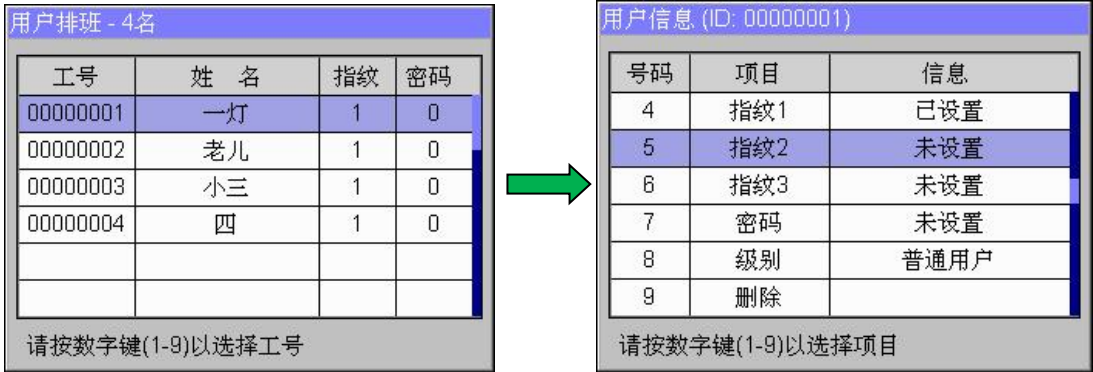 用户排班 - 4名
工号 姓 名 指纹 密码
00000001 一灯 1 0
00000002 老儿 1 0
00000003 小三 1 0
00000004 四 1 0
请按数字键(1-9)以选择工号
用户信息 (ID: 00000001)
号码 项目 信息
4 指纹1 已设置
5 指纹2 未设置
6 指纹3 未设置
7 密码 未设置
8 级别 普通用户
9 删除
请按数字键(1-9)以选择项目